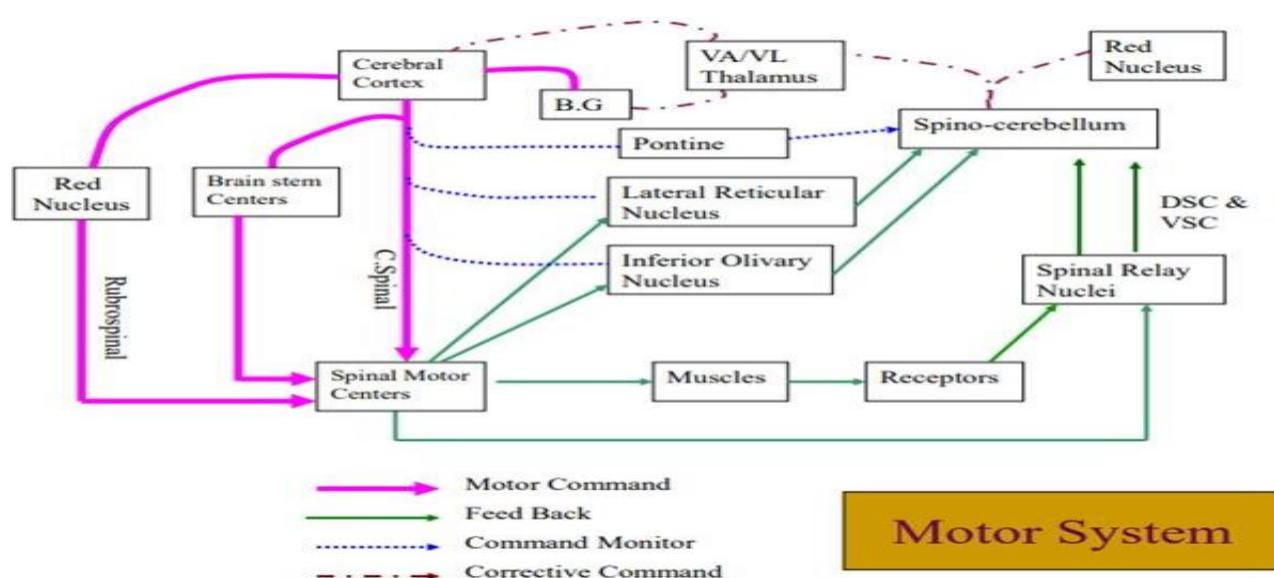 Cerebral
Cortex
VA/VL
Thalamus
Red
Nucleus
B.G
Spino-cerebellum
Pontine
Red
Nucleus
Brain stem
Centers
Lateral Reticular
Nucleus
DSC &
VSC
C.Spinal
Inferior Olivary
Nucleus
Spinal Relay
Nuclei
Rubrospinal
Spinal Motor
Centers
Muscles
Receptors
Motor Command
Feed Back
Command Monitor
Corrective Command
Motor System